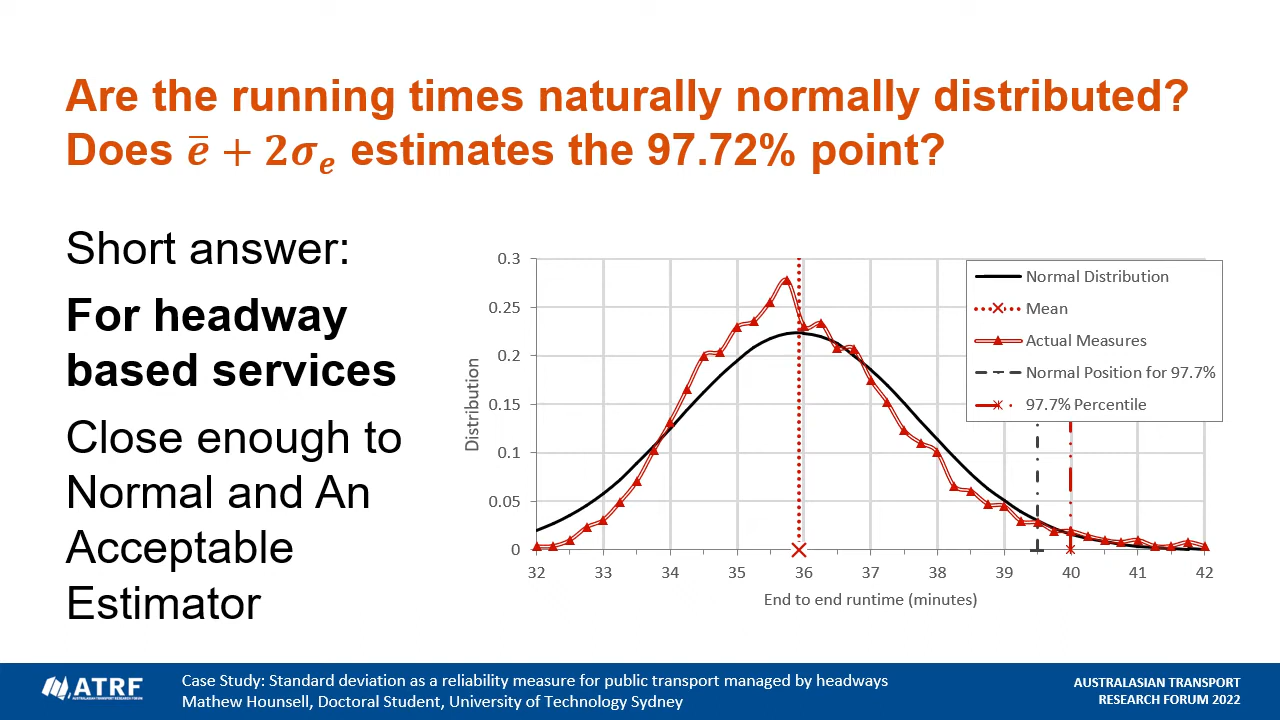 Are the running times naturally normally distributed?
Does ē + 2σₑ estimates the 97.72% point?
Short answer:
For headway
based services
Close enough to
Normal and An
Acceptable
Estimator
0.3
0.25
0.2
0.15
0.1
0.05
0
Distribution
32 33 34 35 36 37 38 39 40 41 42
End to end runtime (minutes)
Normal Distribution
Mean
Actual Measures
Normal Position for 97.7%
97.7% Percentile
ATRF
AUSTRALASIAN TRANSPORT RESEARCH FORUM
Case Study: Standard deviation as a reliability measure for public transport managed by headways
Mathew Hounsell, Doctoral Student, University of Technology Sydney
AUSTRALASIAN TRANSPORT
RESEARCH FORUM 2022